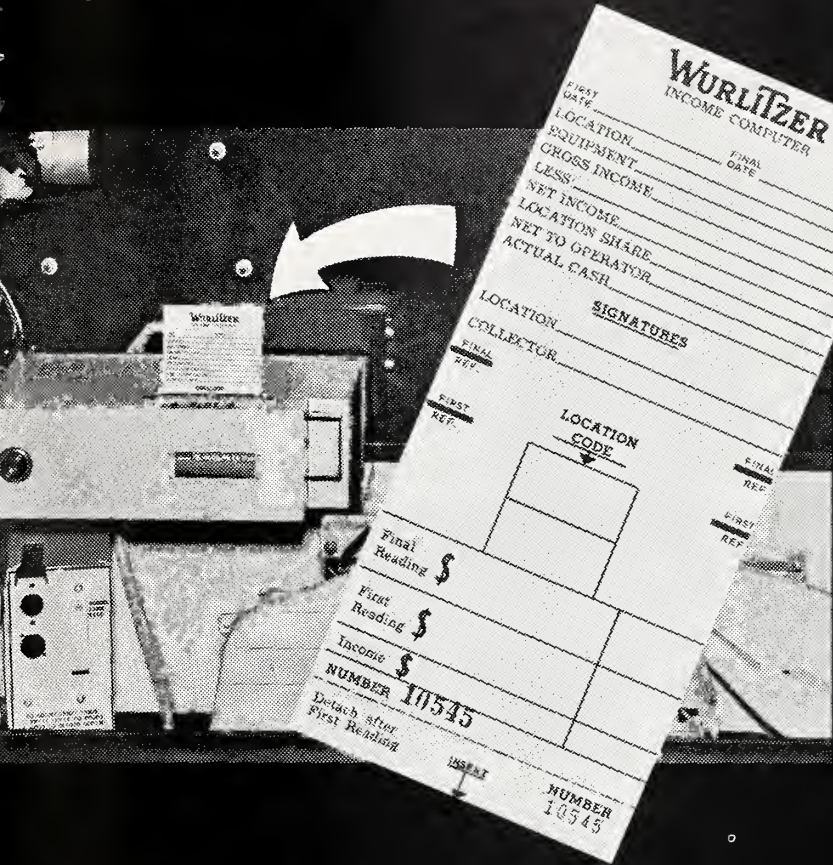 WURLITZER
INCOME COMPUTER
FIRST DATE
FINAL DATE
LOCATION
EQUIPMENT
GROSS INCOME
LESS:
NET INCOME
LOCATION SHARE
NET TO OPERATOR
ACTUAL CASH
SIGNATURES
LOCATION
COLLECTOR
FINAL
REF.
FINAL
REF.
FIRST
REF.
FIRST
REF.
LOCATION
CODE
Final
Reading $
First
Reading $
Income $
NUMBER 10545
Detach after
First Reading
INSERT
NUMBER
10545
WURLITZER